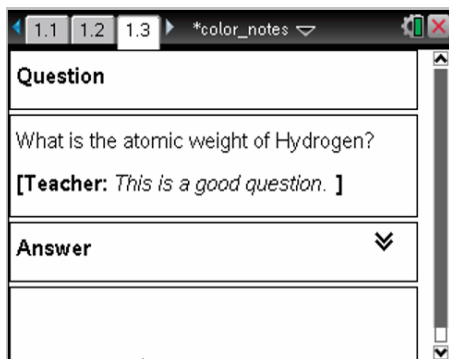 1.1 1.2 1.3 *color_notes
Question
What is the atomic weight of Hydrogen?
[Teacher: This is a good question. ]
Answer